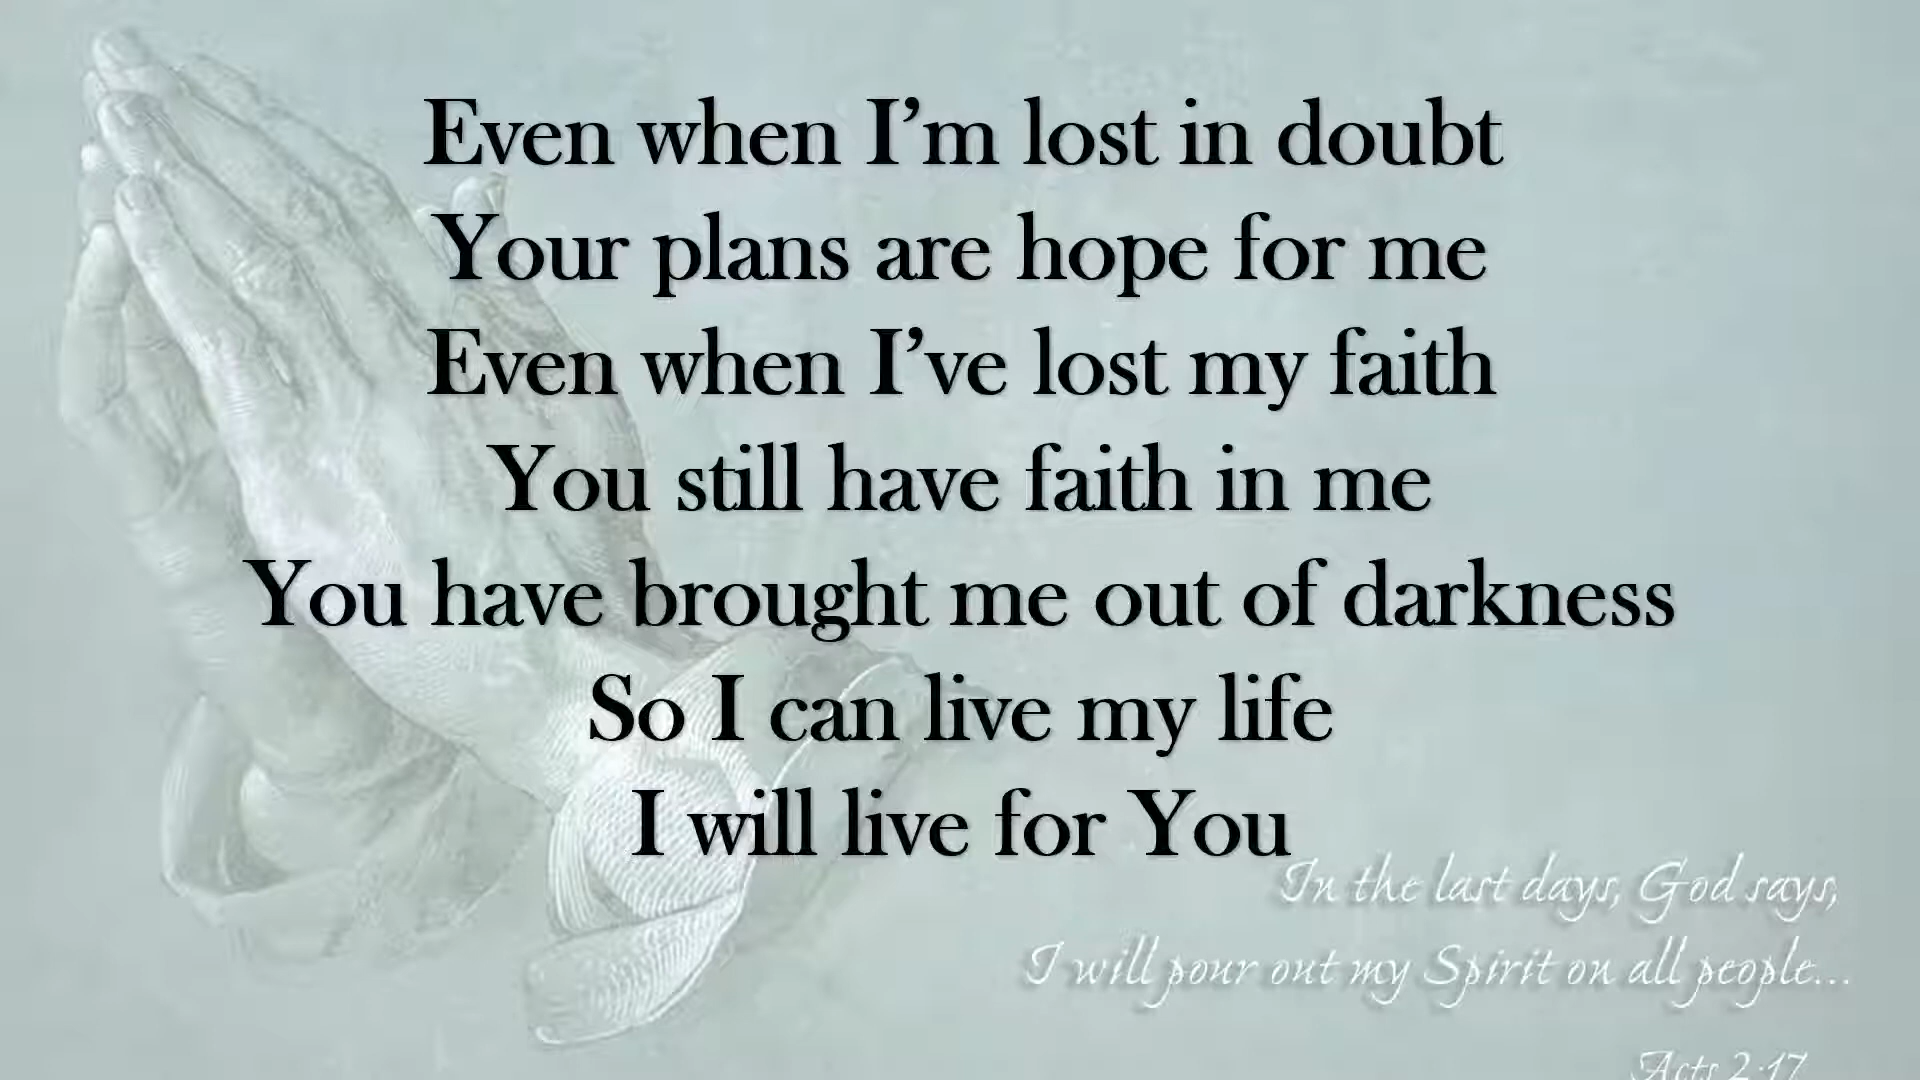 Even when I’m lost in doubt
Your plans are hope for me
Even when I’ve lost my faith
You still have faith in me
You have brought me out of darkness
So I can live my life
I will live for You
In the last days, God says,
I will pour out my Spirit on all people...
Acts 2:17